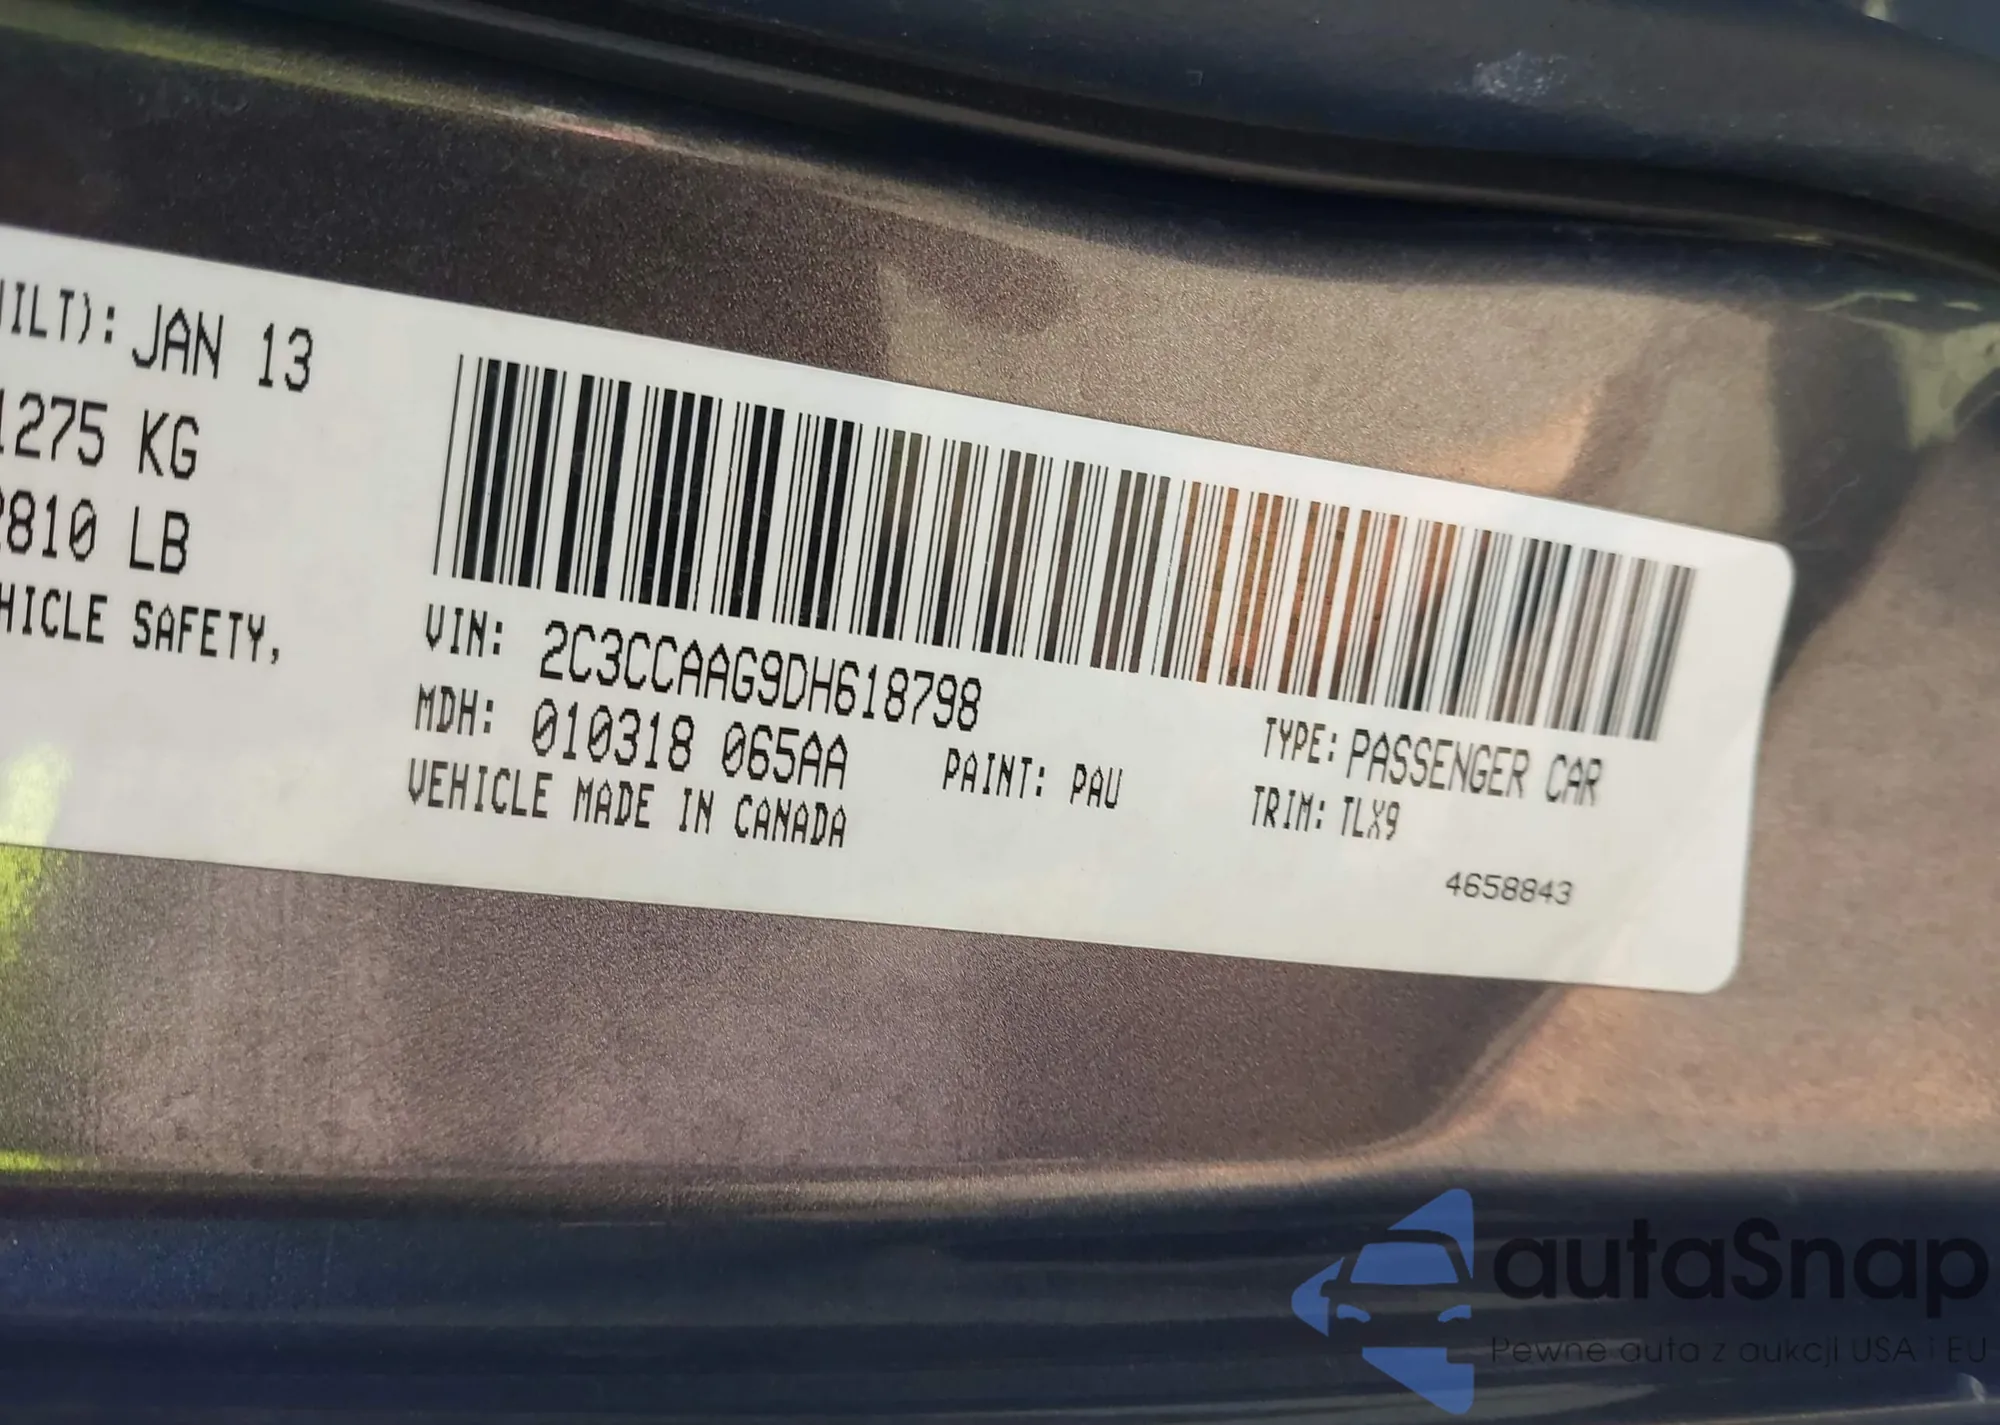 UILT): JAN 13
1275 KG
2810 LB
HICLE SAFETY,
VIN: 2C3CCAAG9DH618798
TYPE: PASSENGER CAR
MDH: 010318 065AA
PAINT: PAU
TRIM: TLX9
VEHICLE MADE IN CANADA
4658843
autaSnap
Pewne auta z aukcji USA i EU